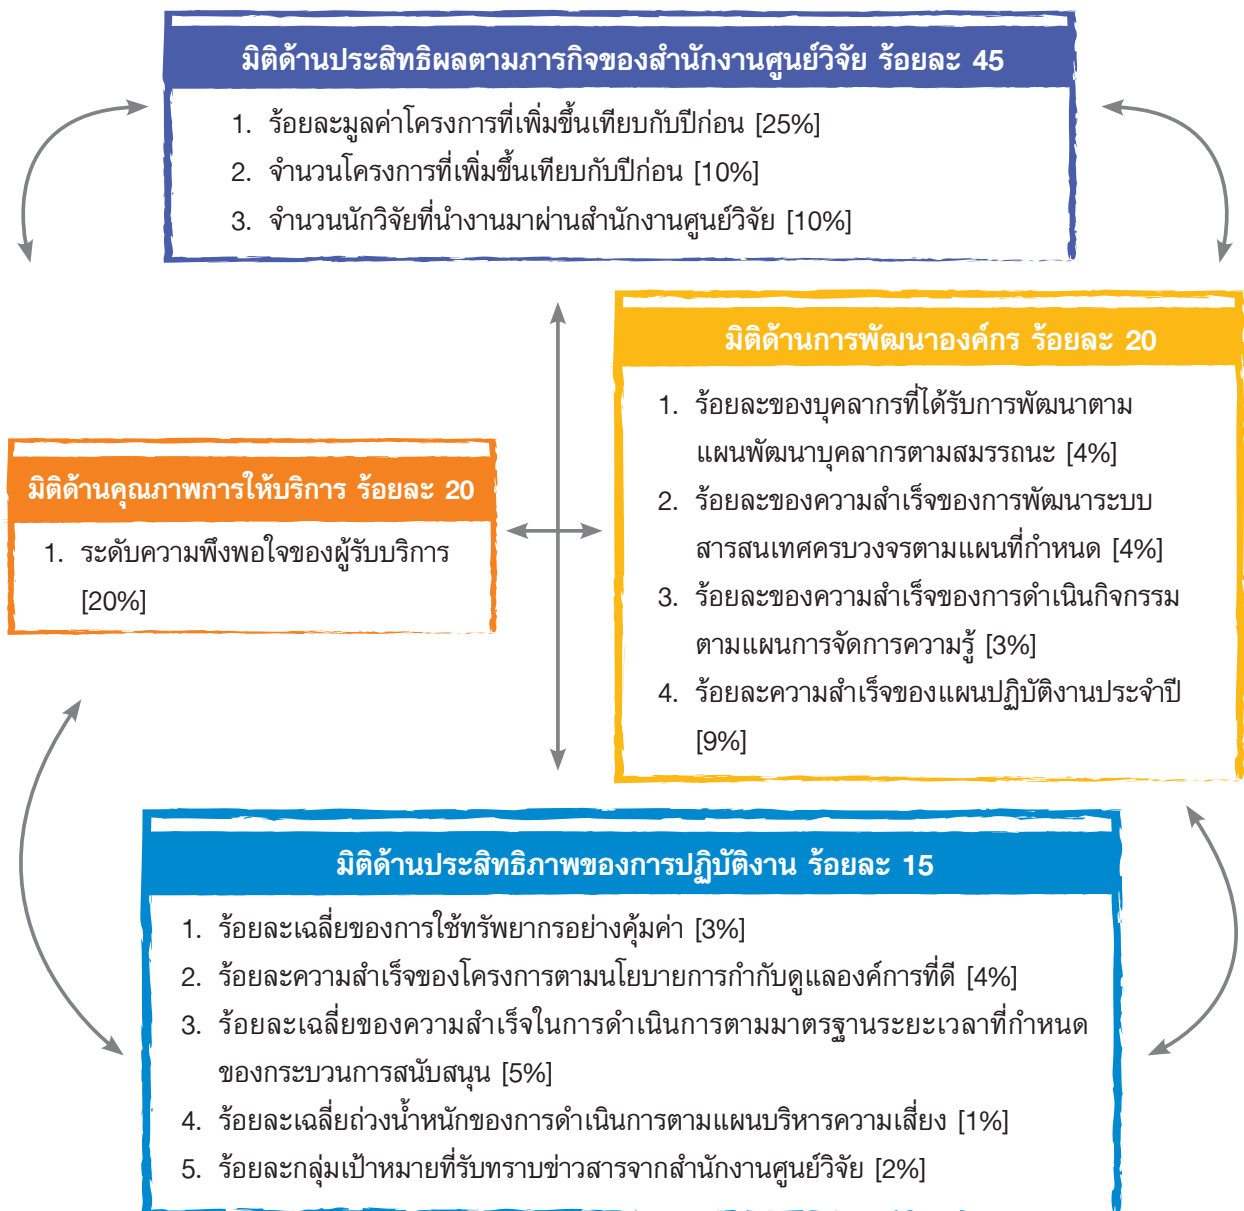 มิติด้านประสิทธิผลตามภารกิจของสำนักงานศูนย์วิจัย ร้อยละ 45
1. ร้อยละมูลค่าโครงการที่เพิ่มขึ้นเทียบกับปีก่อน [25%]
2. จำนวนโครงการที่เพิ่มขึ้นเทียบกับปีก่อน [10%]
3. จำนวนนักวิจัยที่นำงานมาผ่านสำนักงานศูนย์วิจัย [10%]
มิติด้านการพัฒนาองค์กร ร้อยละ 20
1. ร้อยละของบุคลากรที่ได้รับการพัฒนาตาม
แผนพัฒนาบุคลากรตามสมรรถนะ [4%]
2. ร้อยละของความสำเร็จของการพัฒนาระบบ
สารสนเทศครบวงจรตามแผนที่กำหนด [4%]
3. ร้อยละของความสำเร็จของการดำเนินกิจกรรม
ตามแผนการจัดการความรู้ [3%]
4. ร้อยละความสำเร็จของแผนปฏิบัติงานประจำปี
[9%]
มิติด้านคุณภาพการให้บริการ ร้อยละ 20
1. ระดับความพึงพอใจของผู้รับบริการ
[20%]
มิติด้านประสิทธิภาพของการปฏิบัติงาน ร้อยละ 15
1. ร้อยละเฉลี่ยของการใช้ทรัพยากรอย่างคุ้มค่า [3%]
2. ร้อยละความสำเร็จของโครงการตามนโยบายการกำกับดูแลองค์การที่ดี [4%]
3. ร้อยละเฉลี่ยของความสำเร็จในการดำเนินการตามมาตรฐานระยะเวลาที่กำหนด
ของกระบวนการสนับสนุน [5%]
4. ร้อยละเฉลี่ยถ่วงน้ำหนักของการดำเนินการตามแผนบริหารความเสี่ยง [1%]
5. ร้อยละกลุ่มเป้าหมายที่รับทราบข่าวสารจากสำนักงานศูนย์วิจัย [2%]